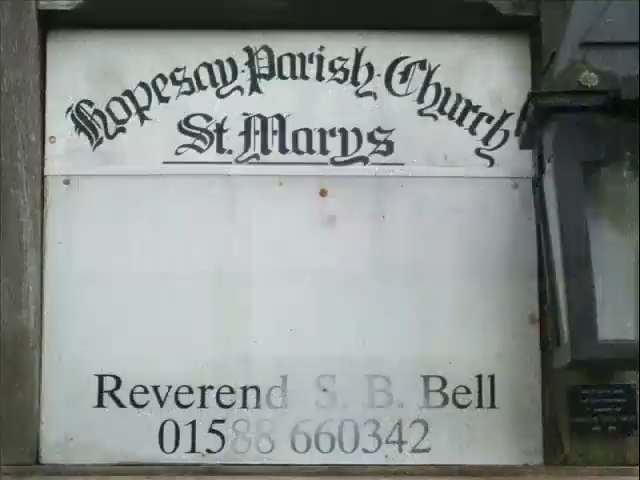 Hopesay Parish Church
St. Marys
Reverend S. B. Bell
01588 660342